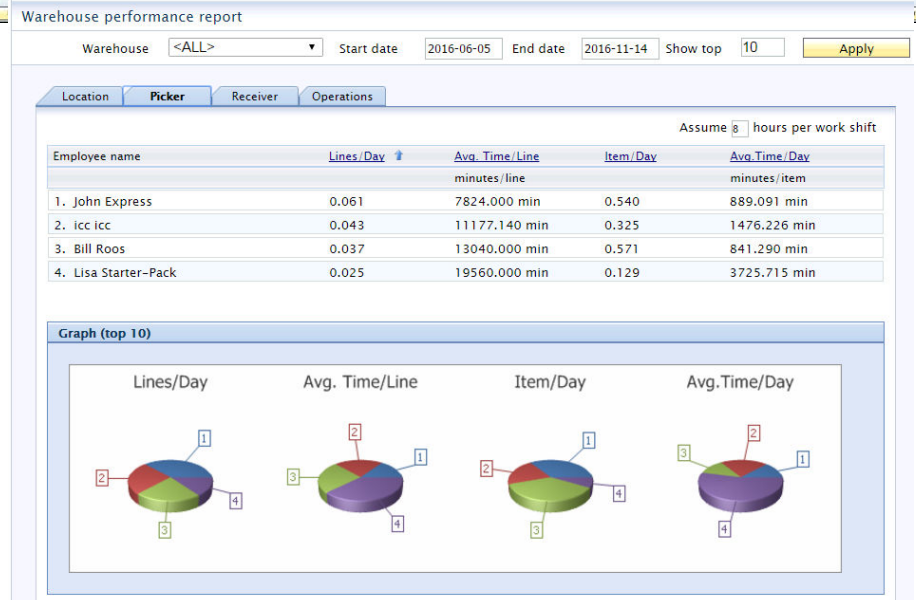 Warehouse performance report
Warehouse <ALL> Start date 2016-06-05 End date 2016-11-14 Show top 10 Apply
Location Picker Receiver Operations
Assume 8 hours per work shift
Employee name Lines/Day Avg. Time/Line Item/Day Avg.Time/Day
minutes/line minutes/item
1. John Express 0.061 7824.000 min 0.540 889.091 min
2. icc icc 0.043 11177.140 min 0.325 1476.226 min
3. Bill Roos 0.037 13040.000 min 0.571 841.290 min
4. Lisa Starter-Pack 0.025 19560.000 min 0.129 3725.715 min
Graph (top 10)
Lines/Day Avg. Time/Line Item/Day Avg.Time/Day
1 2 3 4
2 1 3 4
1 2 4 3
2 3 1 4